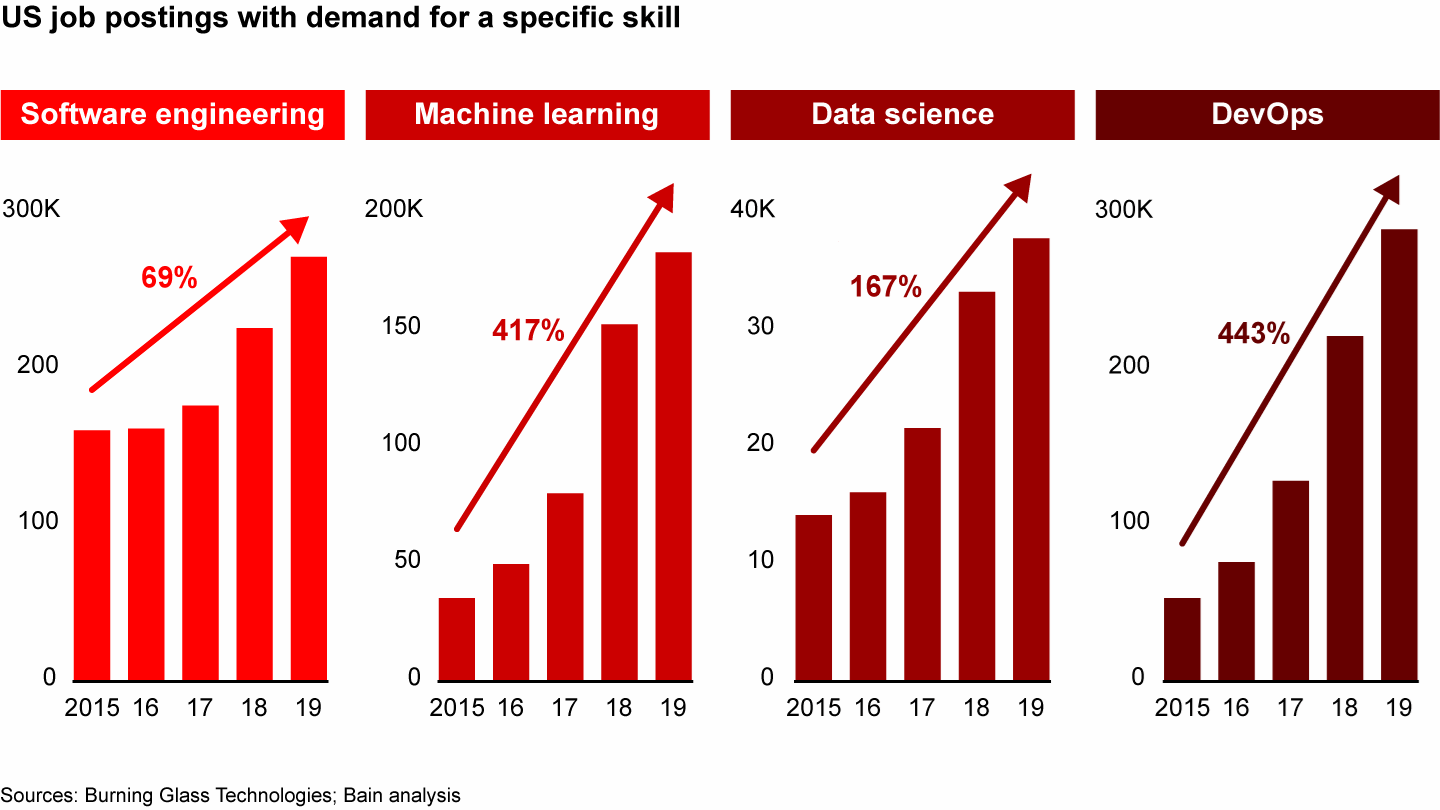 US job postings with demand for a specific skill
Software engineering
300K
200
100
0
69%
2015 16 17 18 19
Machine learning
200K
150
100
50
0
417%
2015 16 17 18 19
Data science
40K
30
20
10
0
167%
2015 16 17 18 19
DevOps
300K
200
100
0
443%
2015 16 17 18 19
Sources: Burning Glass Technologies; Bain analysis